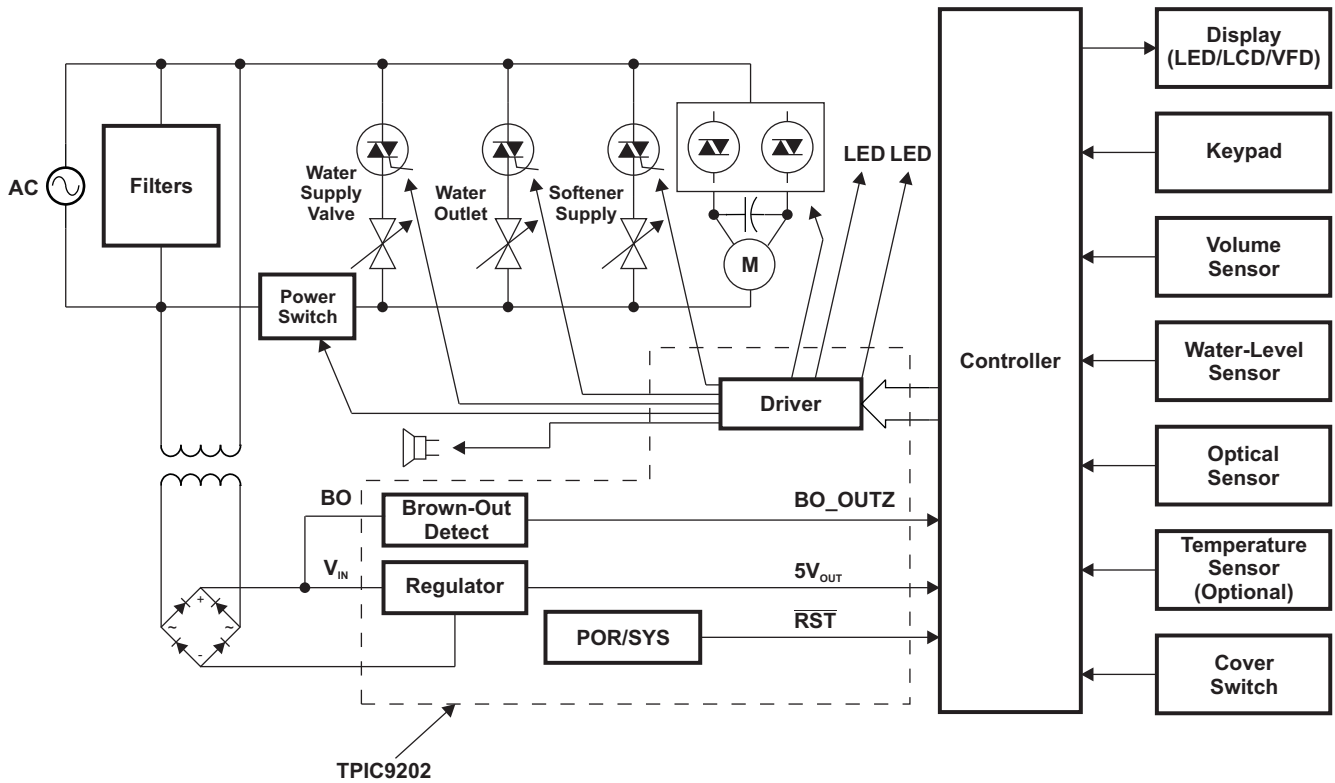 AC
Filters
Water
Supply
Valve
Water
Outlet
Softener
Supply
LED LED
M
Power
Switch
Driver
Controller
Display
(LED/LCD/VFD)
Keypad
Volume
Sensor
Water-Level
Sensor
Optical
Sensor
Temperature
Sensor
(Optional)
Cover
Switch
BO
Brown-Out
Detect
BO_OUTZ
VIN
Regulator
5VOUT
POR/SYS
RST
+
~ ~
-
TPIC9202